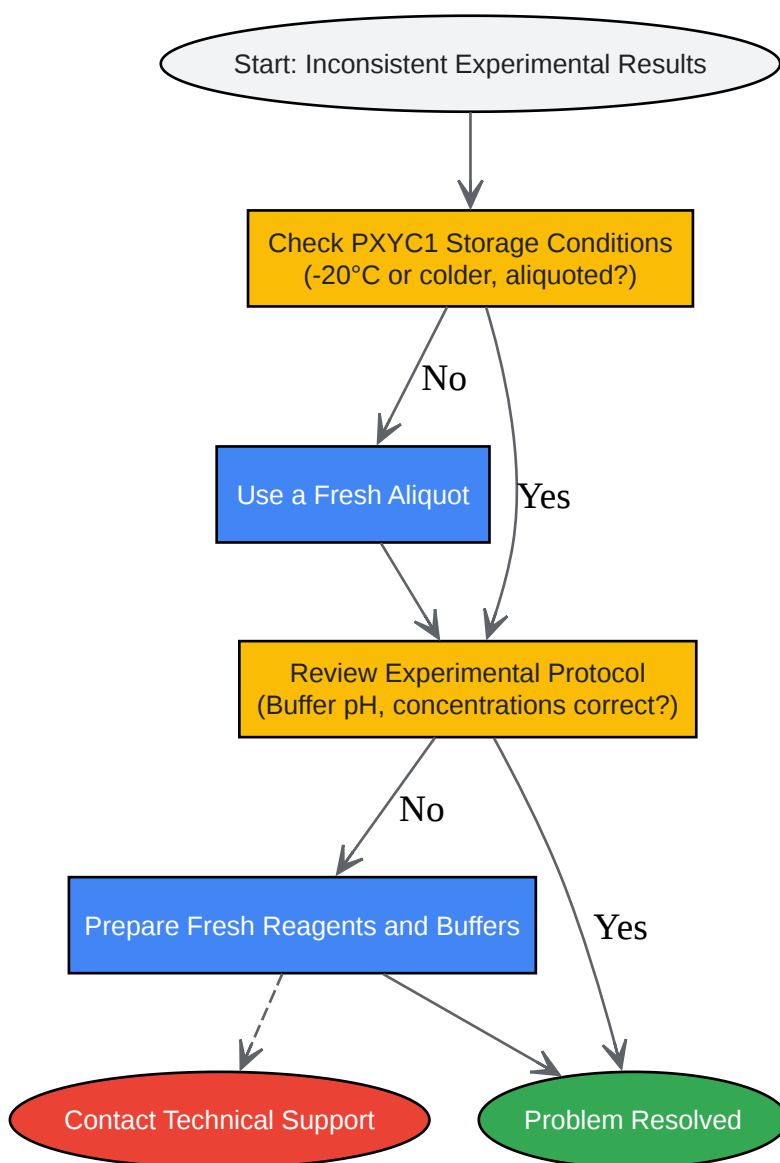 Start: Inconsistent Experimental Results
Check PXYC1 Storage Conditions
(-20°C or colder, aliquoted?)
No
Use a Fresh Aliquot
Yes
Review Experimental Protocol
(Buffer pH, concentrations correct?)
No
Prepare Fresh Reagents and Buffers
Yes
Contact Technical Support
Problem Resolved